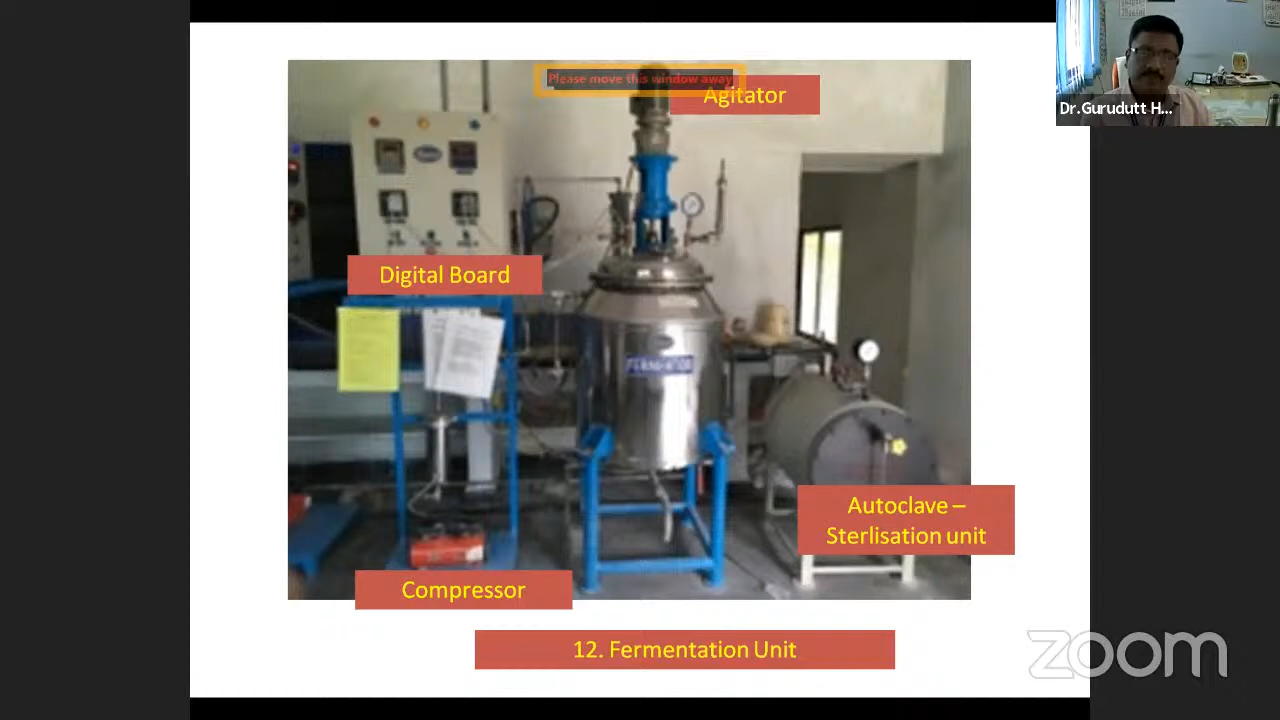 Please move this window away
Agitator
Dr.Gurudutt H...
Digital Board
Autoclave –
Sterlisation unit
Compressor
12. Fermentation Unit
zoom